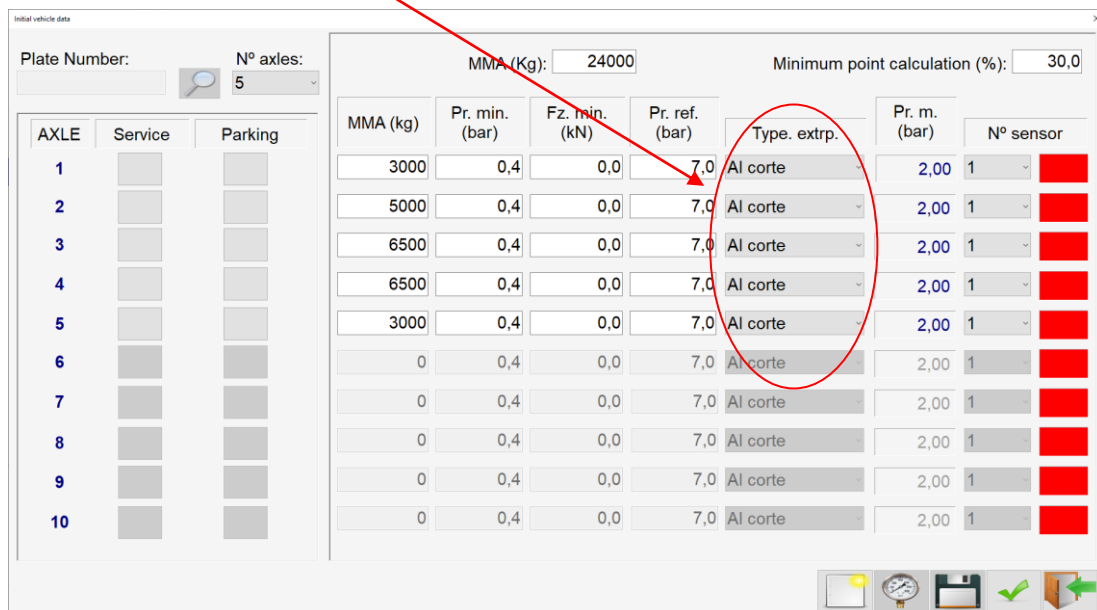 Initial vehicle data
Plate Number: Nº axles:
5
MMA (Kg): 24000 Minimum point calculation (%): 30,0
AXLE Service Parking
MMA (kg) Pr. min. (bar) Fz. min. (kN) Pr. ref. (bar) Type. extrp. Pr. m. (bar) Nº sensor
1 3000 0,4 0,0 7,0 Al corte 2,00 1
2 5000 0,4 0,0 7,0 Al corte 2,00 1
3 6500 0,4 0,0 7,0 Al corte 2,00 1
4 6500 0,4 0,0 7,0 Al corte 2,00 1
5 3000 0,4 0,0 7,0 Al corte 2,00 1
6 0 0,4 0,0 7,0 Al corte 2,00 1
7 0 0,4 0,0 7,0 Al corte 2,00 1
8 0 0,4 0,0 7,0 Al corte 2,00 1
9 0 0,4 0,0 7,0 Al corte 2,00 1
10 0 0,4 0,0 7,0 Al corte 2,00 1